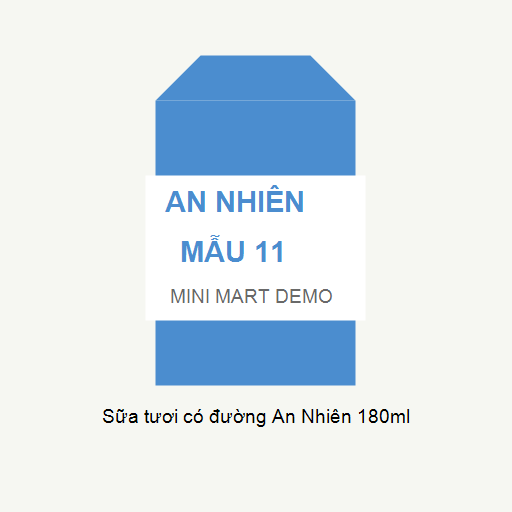 AN NHIÊN
MẪU 11
MINI MART DEMO
Sữa tươi có đường An Nhiên 180ml